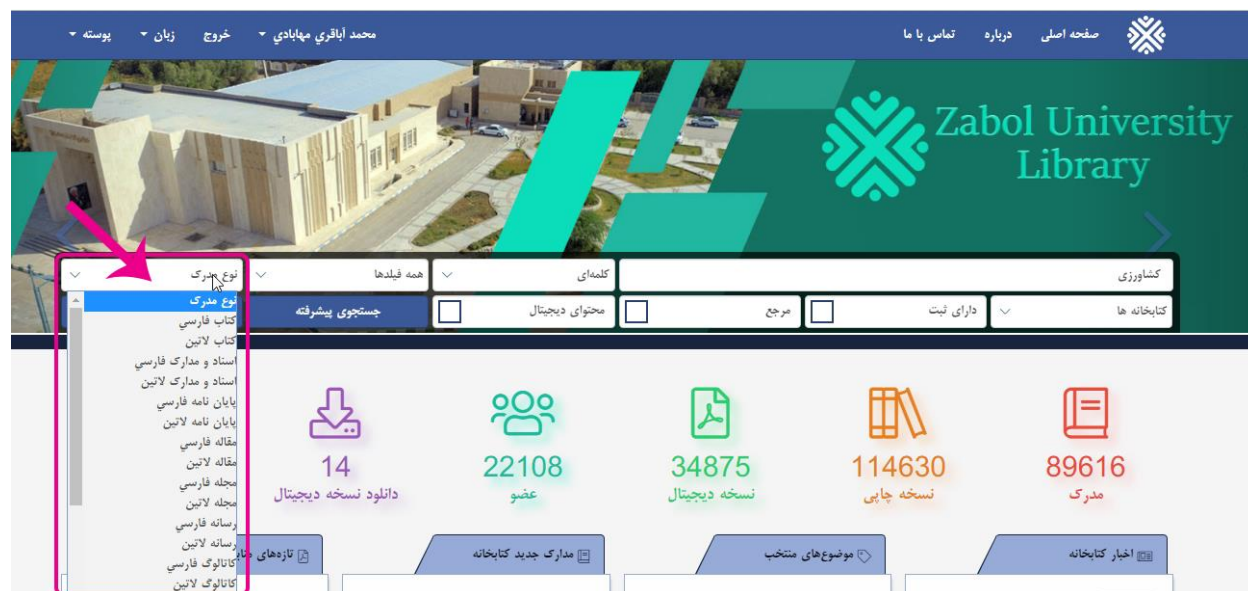 صفحه اصلی درباره تماس با ما
محمد آباقري مهابادي خروج زبان پوسته
Zabol University
Library
کشاورزی
کلمه‌ای
همه فیلدها
نوع مدرک
کتابخانه ها
دارای ثبت
مرجع
محتوای دیجیتال
جستجوی پیشرفته
نوع مدرک
کتاب فارسي
کتاب لاتين
اسناد و مدارک فارسي
اسناد و مدارک لاتين
پايان نامه فارسي
پايان نامه لاتين
مقاله فارسي
مقاله لاتين
مجله فارسي
مجله لاتين
رسانه فارسي
رسانه لاتين
کاتالوگ فارسي
کاتالوگ لاتين
89616
مدرک
114630
نسخه چاپی
34875
نسخه دیجیتال
22108
عضو
14
دانلود نسخه دیجیتال
اخبار کتابخانه
موضوع‌های منتخب
مدارک جدید کتابخانه
تازه‌های